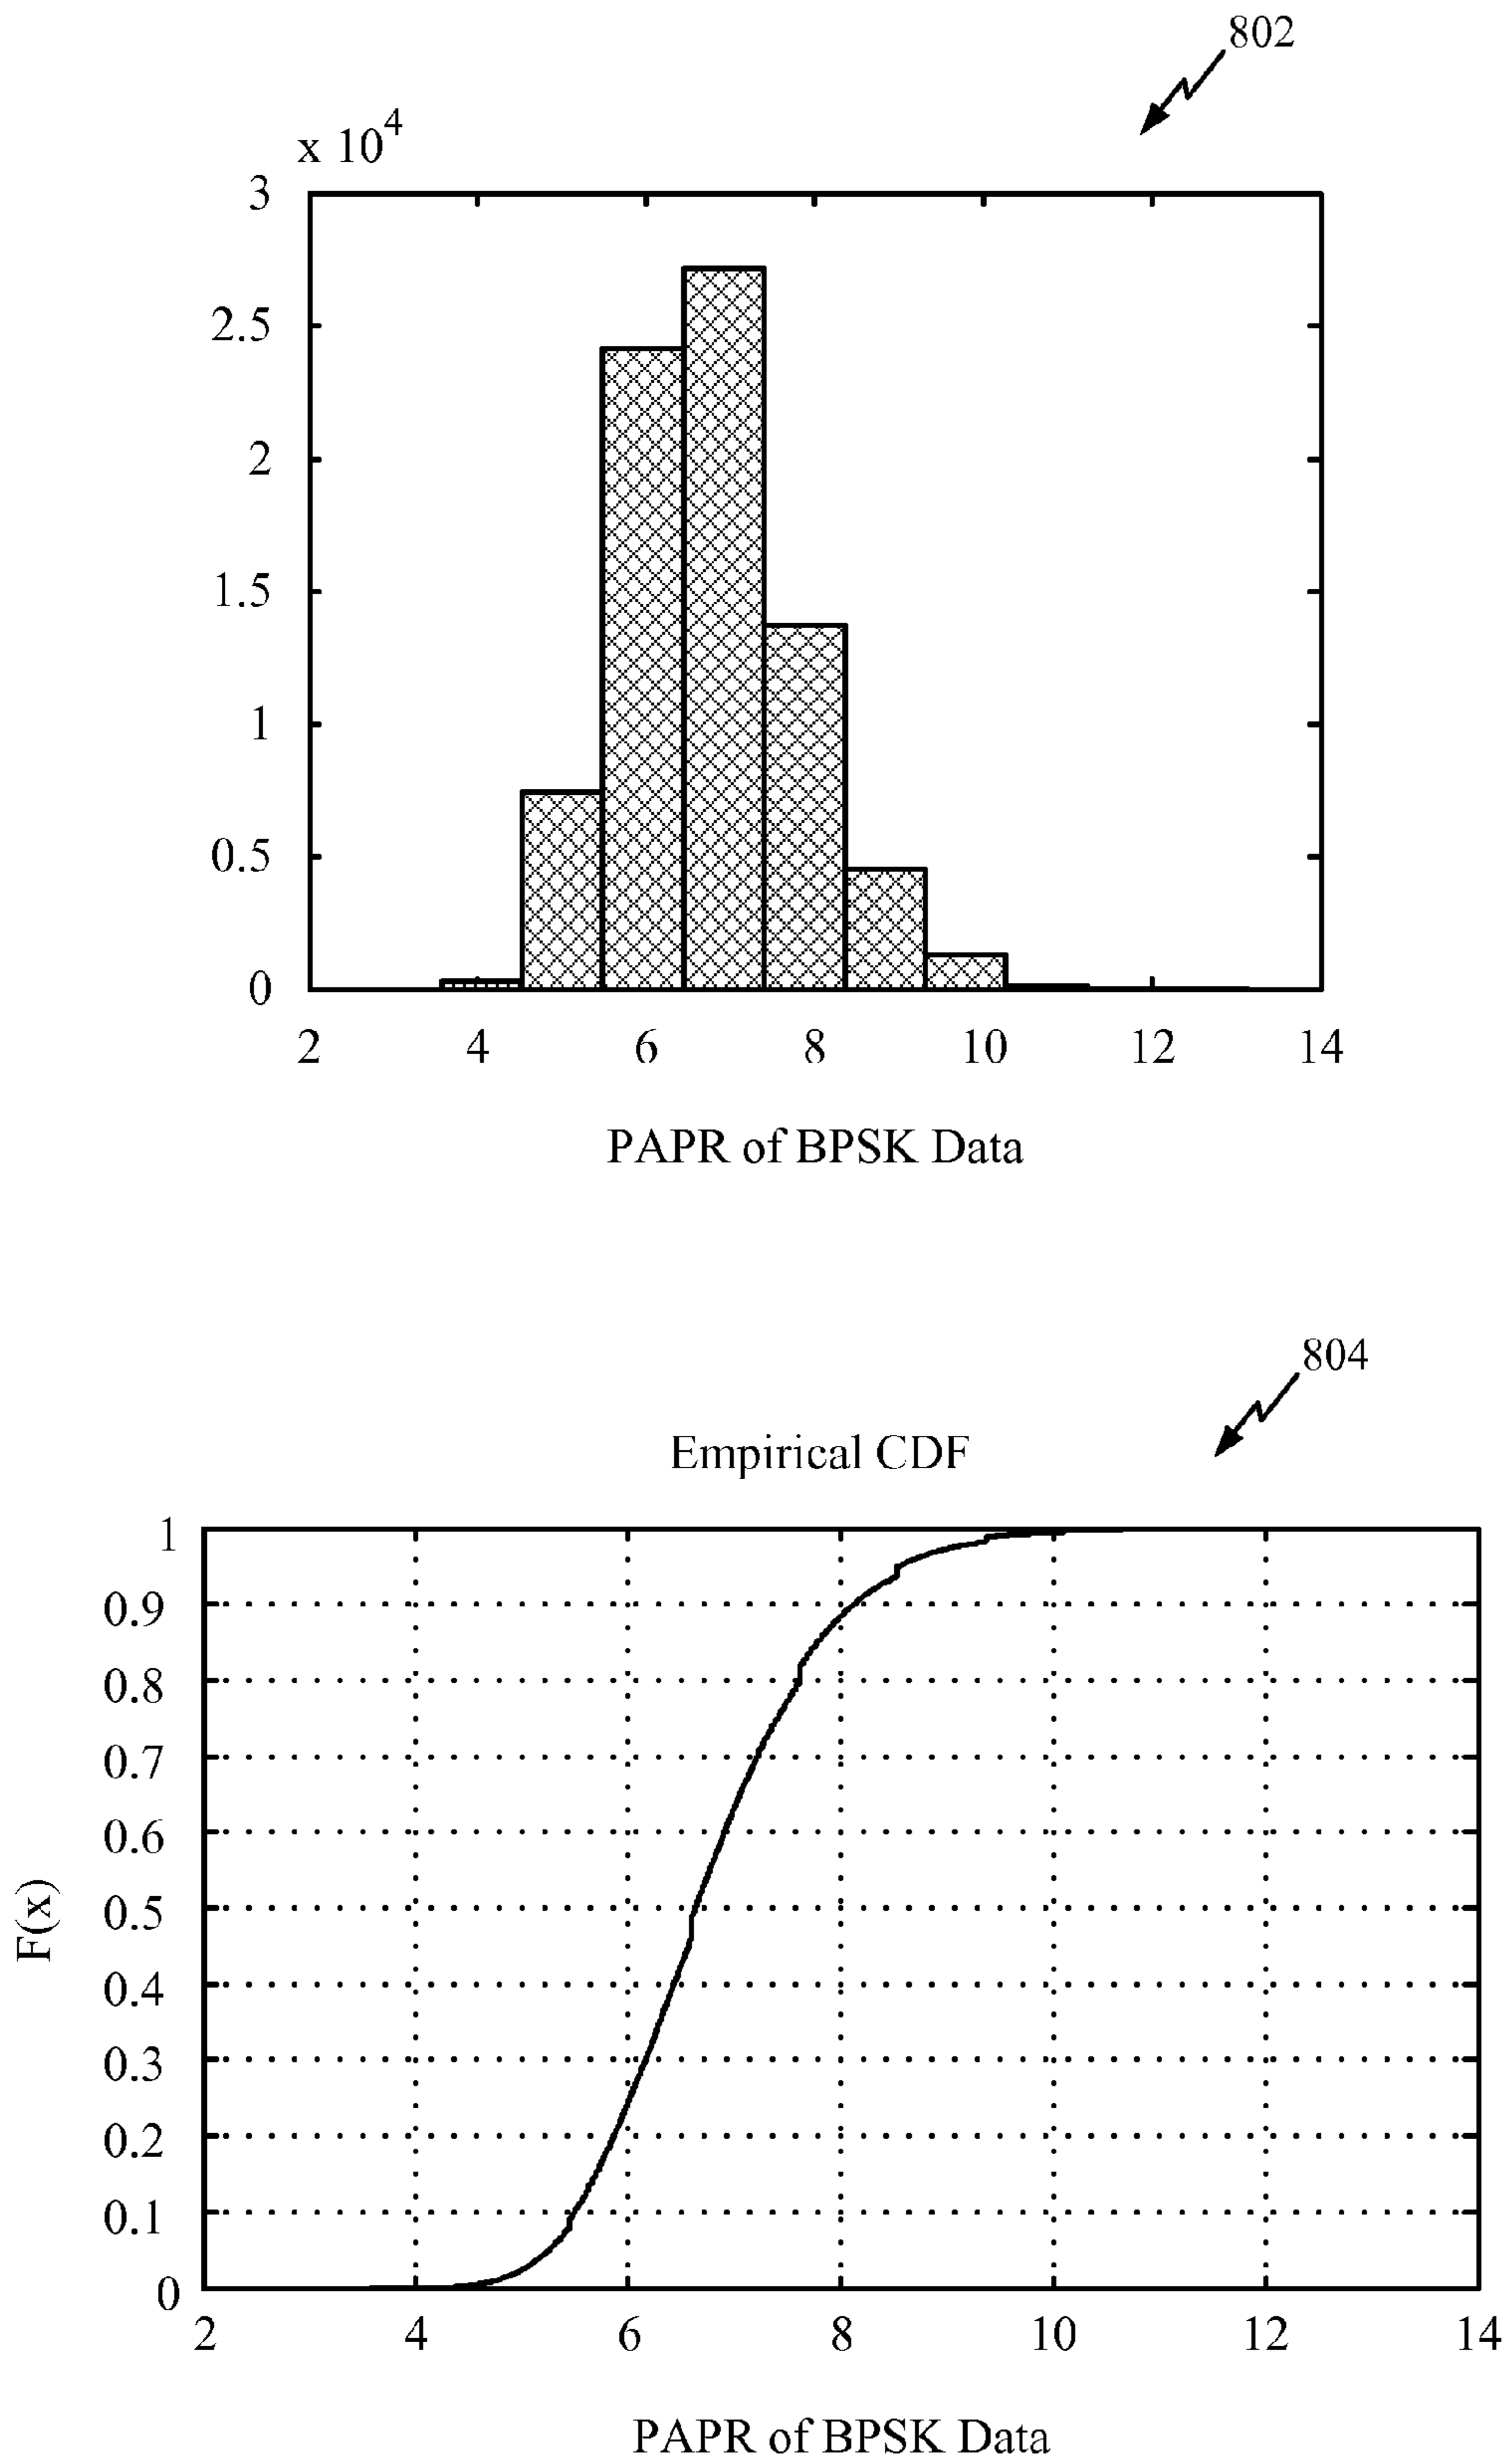 802
x 10^4
3
2.5
2
1.5
1
0.5
0
2 4 6 8 10 12 14
PAPR of BPSK Data
804
Empirical CDF
1
0.9
0.8
0.7
0.6
0.5
0.4
0.3
0.2
0.1
0
F(x)
2 4 6 8 10 12 14
PAPR of BPSK Data